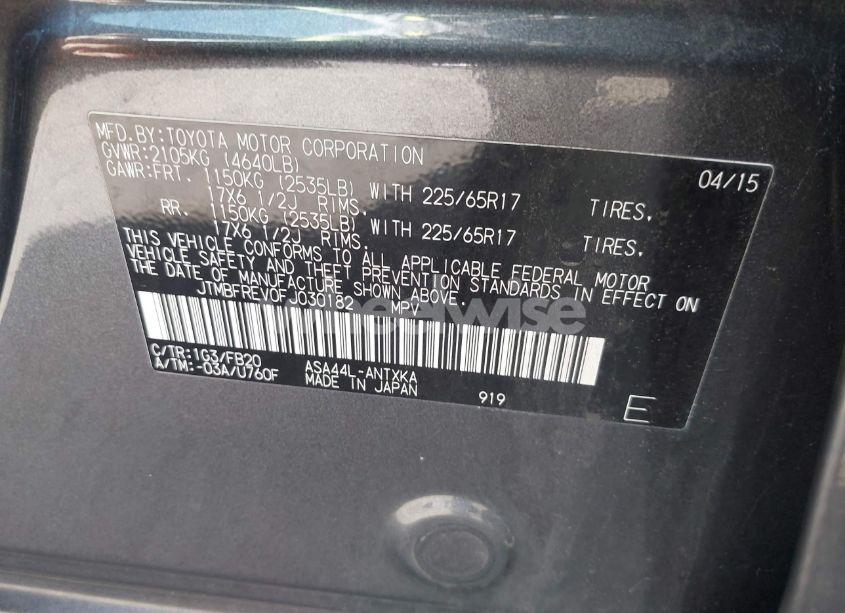 MFD.BY:TOYOTA MOTOR CORPORATION 04/15
GVWR:2105KG (4640LB)
GAWR:FRT. 1150KG (2535LB) WITH 225/65R17 TIRES,
17X6 1/2J RIMS,
RR. 1150KG (2535LB) WITH 225/65R17 TIRES,
17X6 1/2J RIMS.
THIS VEHICLE CONFORMS TO ALL APPLICABLE FEDERAL MOTOR
VEHICLE SAFETY AND THEFT PREVENTION STANDARDS IN EFFECT ON
THE DATE OF MANUFACTURE SHOWN ABOVE.
JTMBFREV0FJ030182 MPV
C/TR:1G3/FB20 ASA44L-ANTXKA
A/TM:-03A/U760F MADE IN JAPAN 919 E